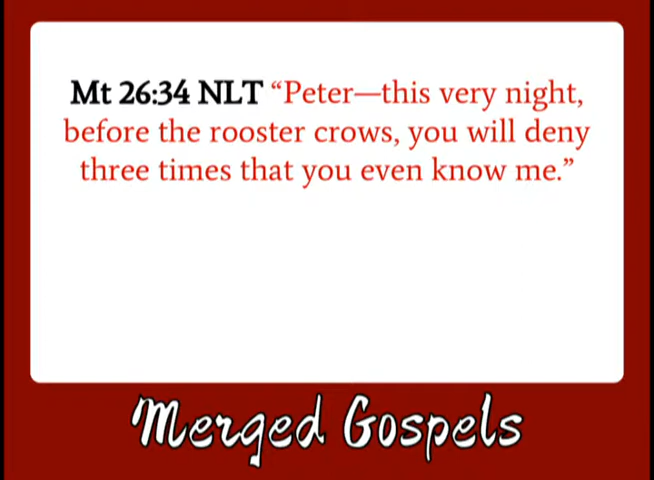 Mt 26:34 NLT “Peter—this very night,
before the rooster crows, you will deny
three times that you even know me.”
Merged Gospels